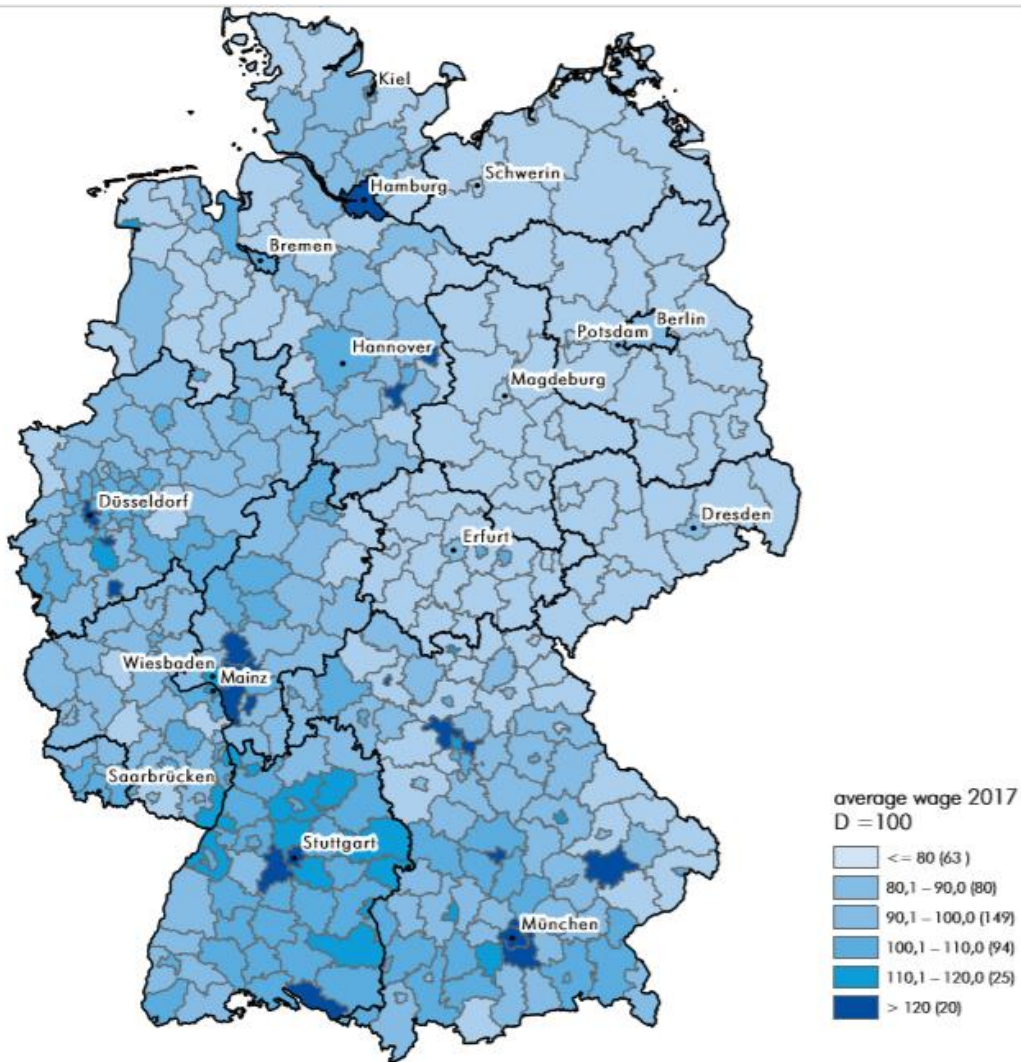 Kiel
Schwerin
Hamburg
Bremen
Berlin
Potsdam
Hannover
Magdeburg
Düsseldorf
Dresden
Erfurt
Wiesbaden
Mainz
Saarbrücken
Stuttgart
München
average wage 2017
D =100
<= 80 (63 )
80,1 – 90,0 (80)
90,1 – 100,0 (149)
100,1 – 110,0 (94)
110,1 – 120,0 (25)
> 120 (20)